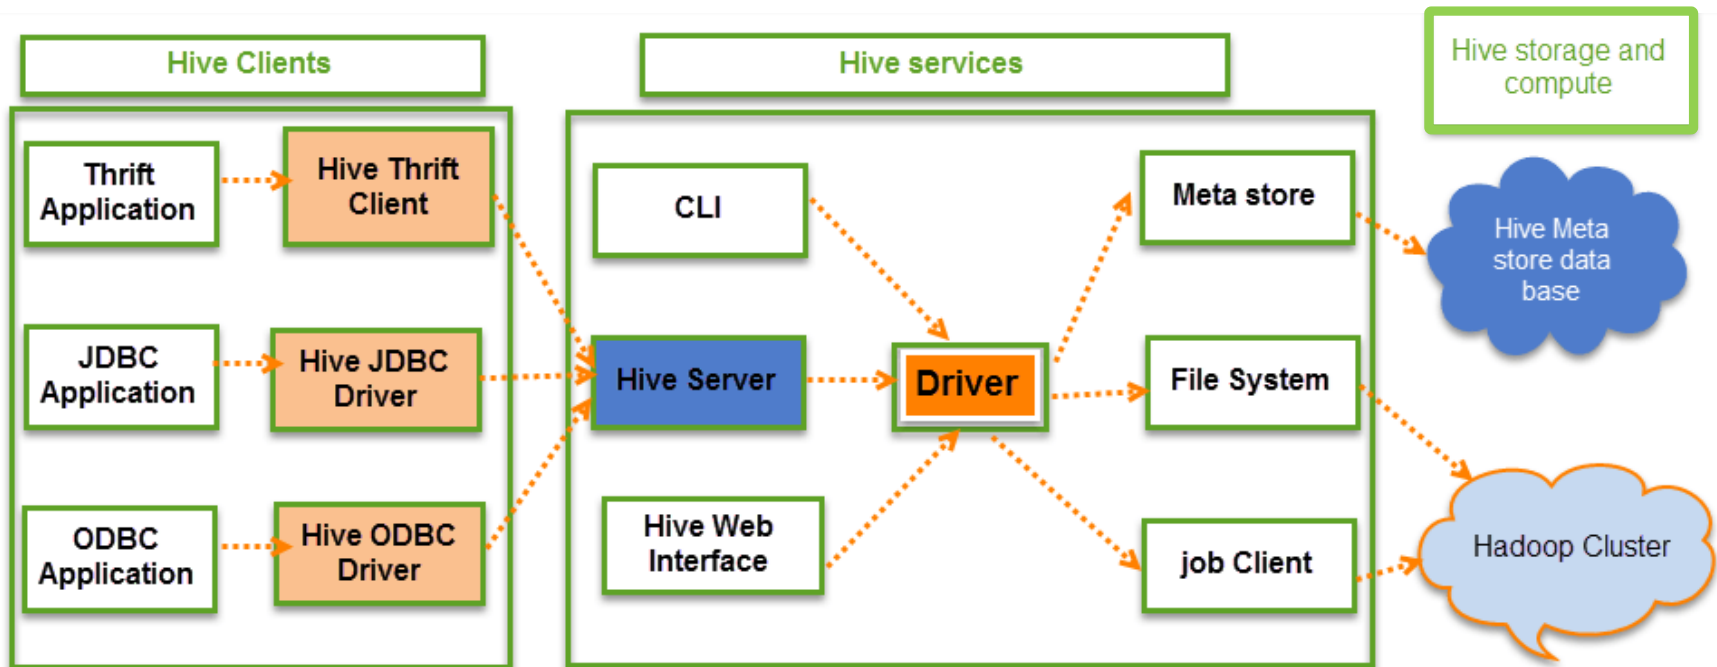 Hive Clients
Hive services
Hive storage and
compute
Thrift
Application
Hive Thrift
Client
CLI
Meta store
Hive Meta
store data
base
JDBC
Application
Hive JDBC
Driver
Hive Server
Driver
File System
ODBC
Application
Hive ODBC
Driver
Hive Web
Interface
job Client
Hadoop Cluster